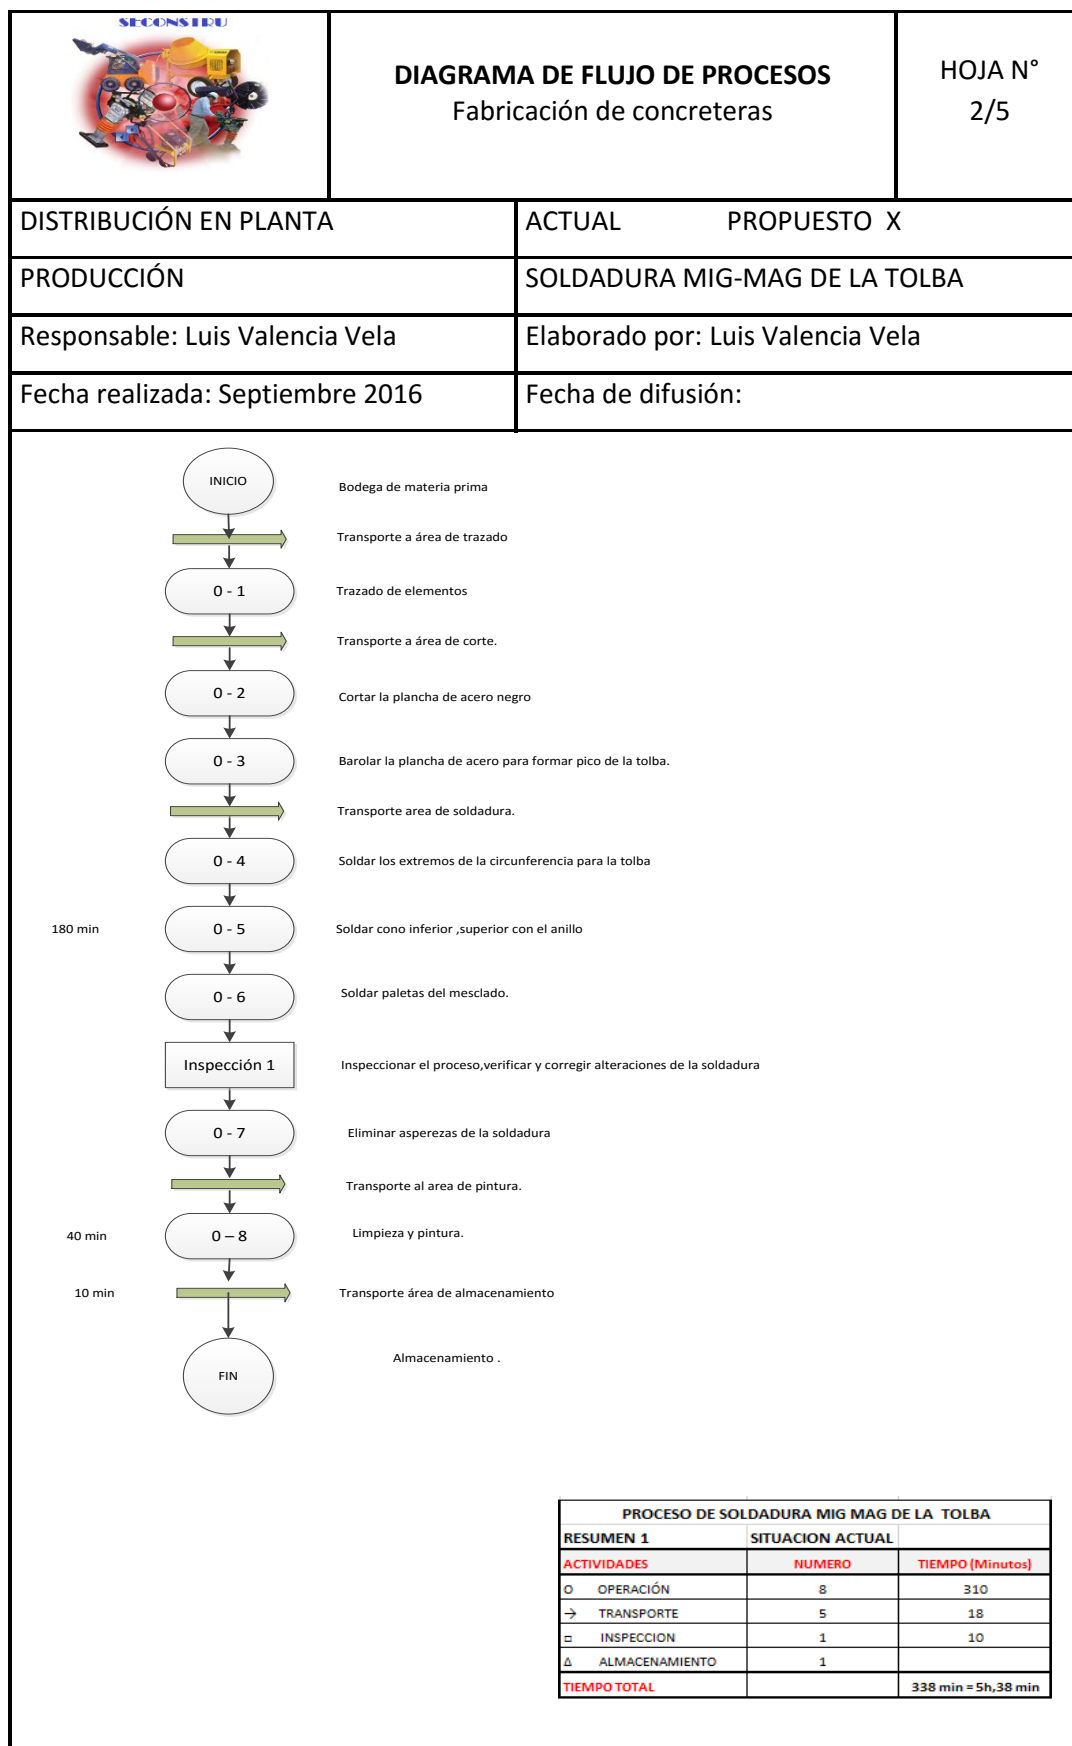 SECONSTRU
DIAGRAMA DE FLUJO DE PROCESOS
Fabricación de concreteras
HOJA N°
2/5
DISTRIBUCIÓN EN PLANTA
ACTUAL PROPUESTO X
PRODUCCIÓN
SOLDADURA MIG-MAG DE LA TOLBA
Responsable: Luis Valencia Vela
Elaborado por: Luis Valencia Vela
Fecha realizada: Septiembre 2016
Fecha de difusión:
INICIO
Bodega de materia prima
Transporte a área de trazado
0 - 1
Trazado de elementos
Transporte a área de corte.
0 - 2
Cortar la plancha de acero negro
0 - 3
Barolar la plancha de acero para formar pico de la tolba.
Transporte area de soldadura.
0 - 4
Soldar los extremos de la circunferencia para la tolba
180 min
0 - 5
Soldar cono inferior ,superior con el anillo
0 - 6
Soldar paletas del mesclado.
Inspección 1
Inspeccionar el proceso,verificar y corregir alteraciones de la soldadura
0 - 7
Eliminar asperezas de la soldadura
Transporte al area de pintura.
40 min
0 – 8
Limpieza y pintura.
10 min
Transporte área de almacenamiento
Almacenamiento .
FIN
PROCESO DE SOLDADURA MIG MAG DE LA TOLBA
RESUMEN 1 SITUACION ACTUAL
ACTIVIDADES NUMERO TIEMPO (Minutos)
O OPERACIÓN 8 310
→ TRANSPORTE 5 18
□ INSPECCION 1 10
Δ ALMACENAMIENTO 1
TIEMPO TOTAL 338 min = 5h,38 min